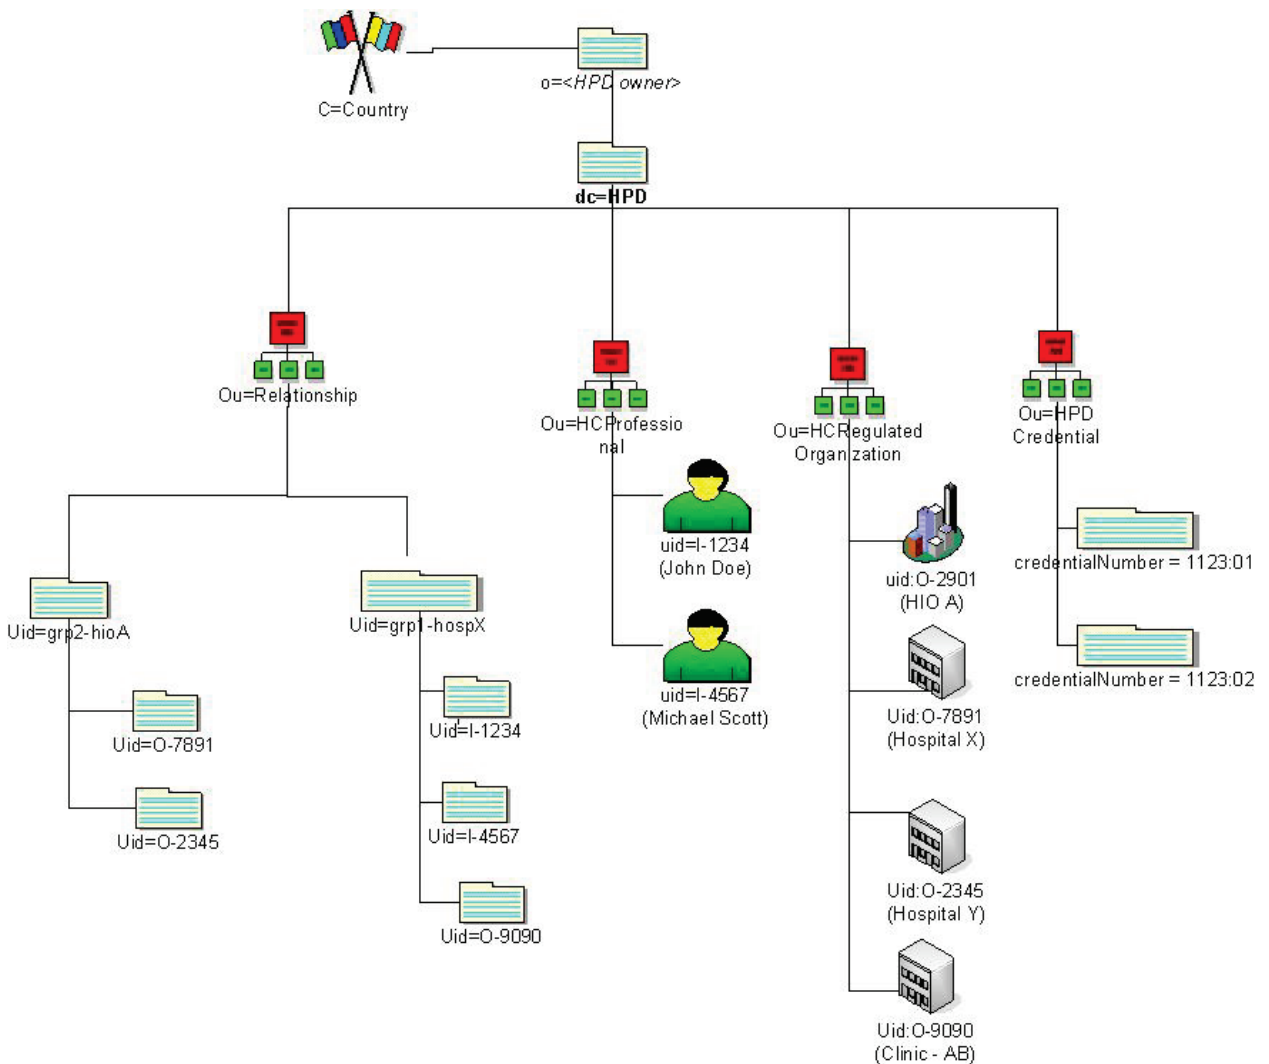 C=Country
o=<HPD owner>
dc=HPD
Ou=Relationship
Ou=HCProfessio
nal
Ou=HCRegulated
Organization
Ou=HPD
Credential
Uid=grp2-hioA
Uid=O-7891
Uid=O-2345
Uid=grp1-hospX
Uid=I-1234
Uid=I-4567
Uid=O-9090
uid=I-1234
(John Doe)
uid=I-4567
(Michael Scott)
uid:O-2901
(HIO A)
Uid:O-7891
(Hospital X)
Uid:O-2345
(Hospital Y)
Uid:O-9090
(Clinic - AB)
credentialNumber = 1123:01
credentialNumber = 1123:02